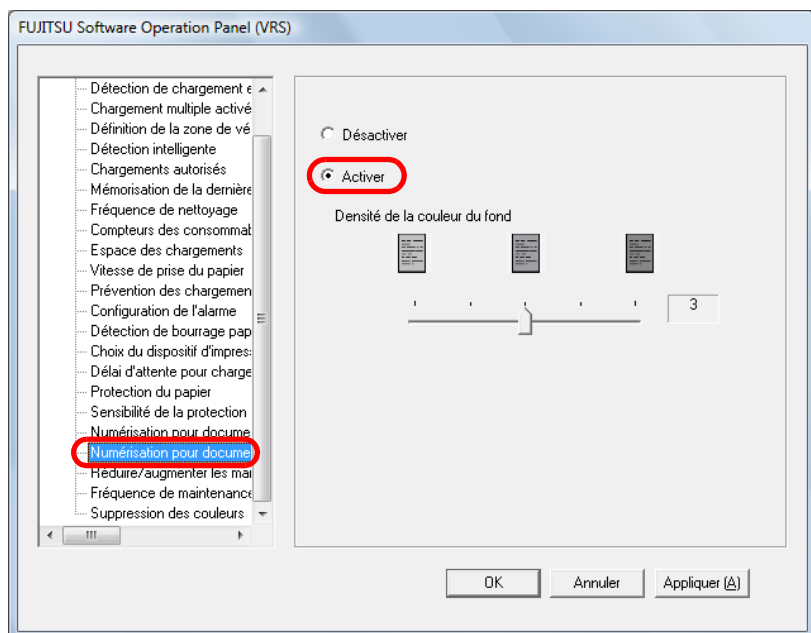 FUJITSU Software Operation Panel (VRS)
Détection de chargement e
Chargement multiple activé
Définition de la zone de vé
Détection intelligente
Chargements autorisés
Mémorisation de la dernière
Fréquence de nettoyage
Compteurs des consommat
Espace des chargements
Vitesse de prise du papier
Prévention des chargemen
Configuration de l'alarme
Détection de bourrage pap
Choix du dispositif d'impres
Délai d'attente pour charge
Protection du papier
Sensibilité de la protection
Numérisation pour docume
Numérisation pour docume
Réduire/augmenter les mai
Fréquence de maintenance
Suppression des couleurs
Désactiver
Activer
Densité de la couleur du fond
3
OK
Annuler
Appliquer (A)